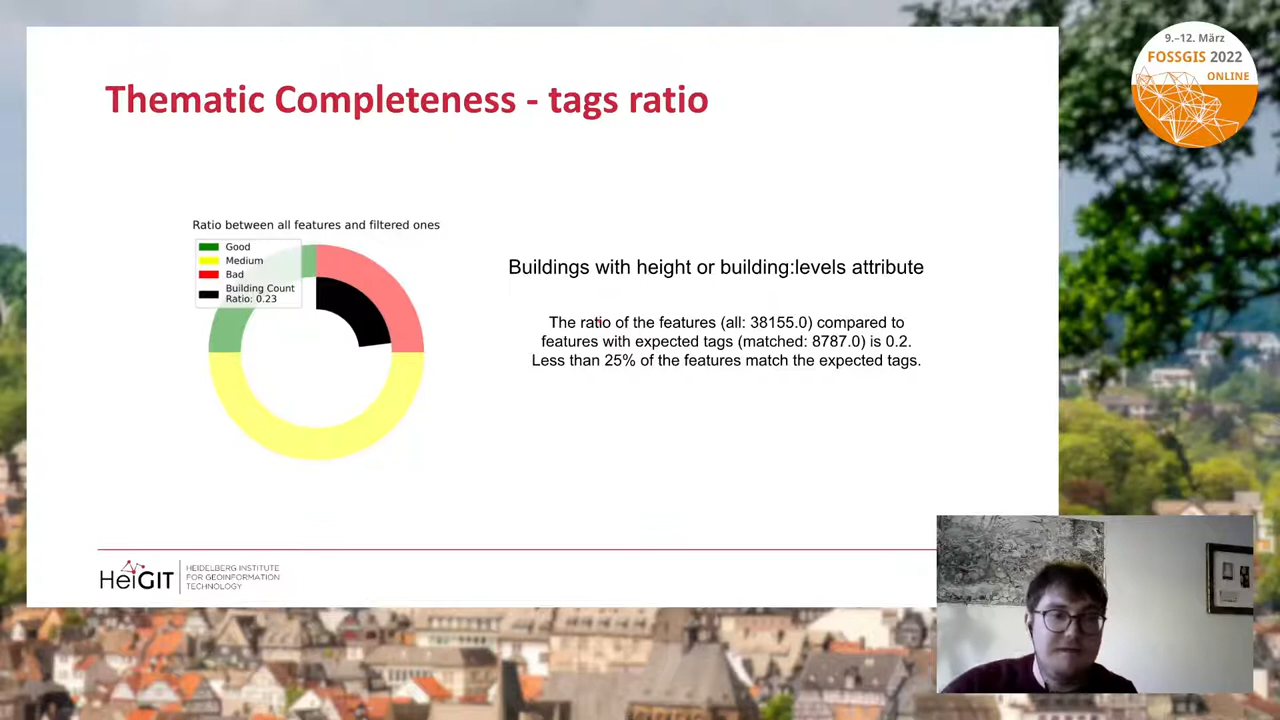 Thematic Completeness - tags ratio
9.–12. März
FOSSGIS 2022
ONLINE
Ratio between all features and filtered ones
Good
Medium
Bad
Building Count
Ratio: 0.23
Buildings with height or building:levels attribute
The ratio of the features (all: 38155.0) compared to
features with expected tags (matched: 8787.0) is 0.2.
Less than 25% of the features match the expected tags.
HeiGIT
HEIDELBERG INSTITUTE
FOR GEOINFORMATION
TECHNOLOGY